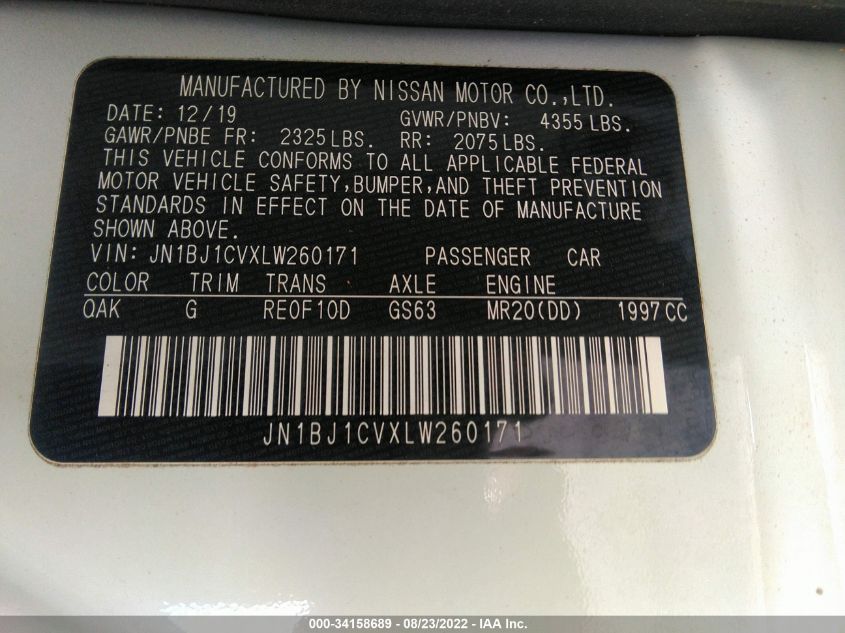 MANUFACTURED BY NISSAN MOTOR CO.,LTD.
DATE: 12/19 GVWR/PNBV: 4355 LBS.
GAWR/PNBE FR: 2325 LBS. RR: 2075 LBS.
THIS VEHICLE CONFORMS TO ALL APPLICABLE FEDERAL
MOTOR VEHICLE SAFETY,BUMPER,AND THEFT PREVENTION
STANDARDS IN EFFECT ON THE DATE OF MANUFACTURE
SHOWN ABOVE.
VIN: JN1BJ1CVXLW260171 PASSENGER CAR
COLOR TRIM TRANS AXLE ENGINE
QAK G RE0F10D GS63 MR20(DD) 1997 CC
JN1BJ1CVXLW260171
000-34158689 - 08/23/2022 - IAA Inc.